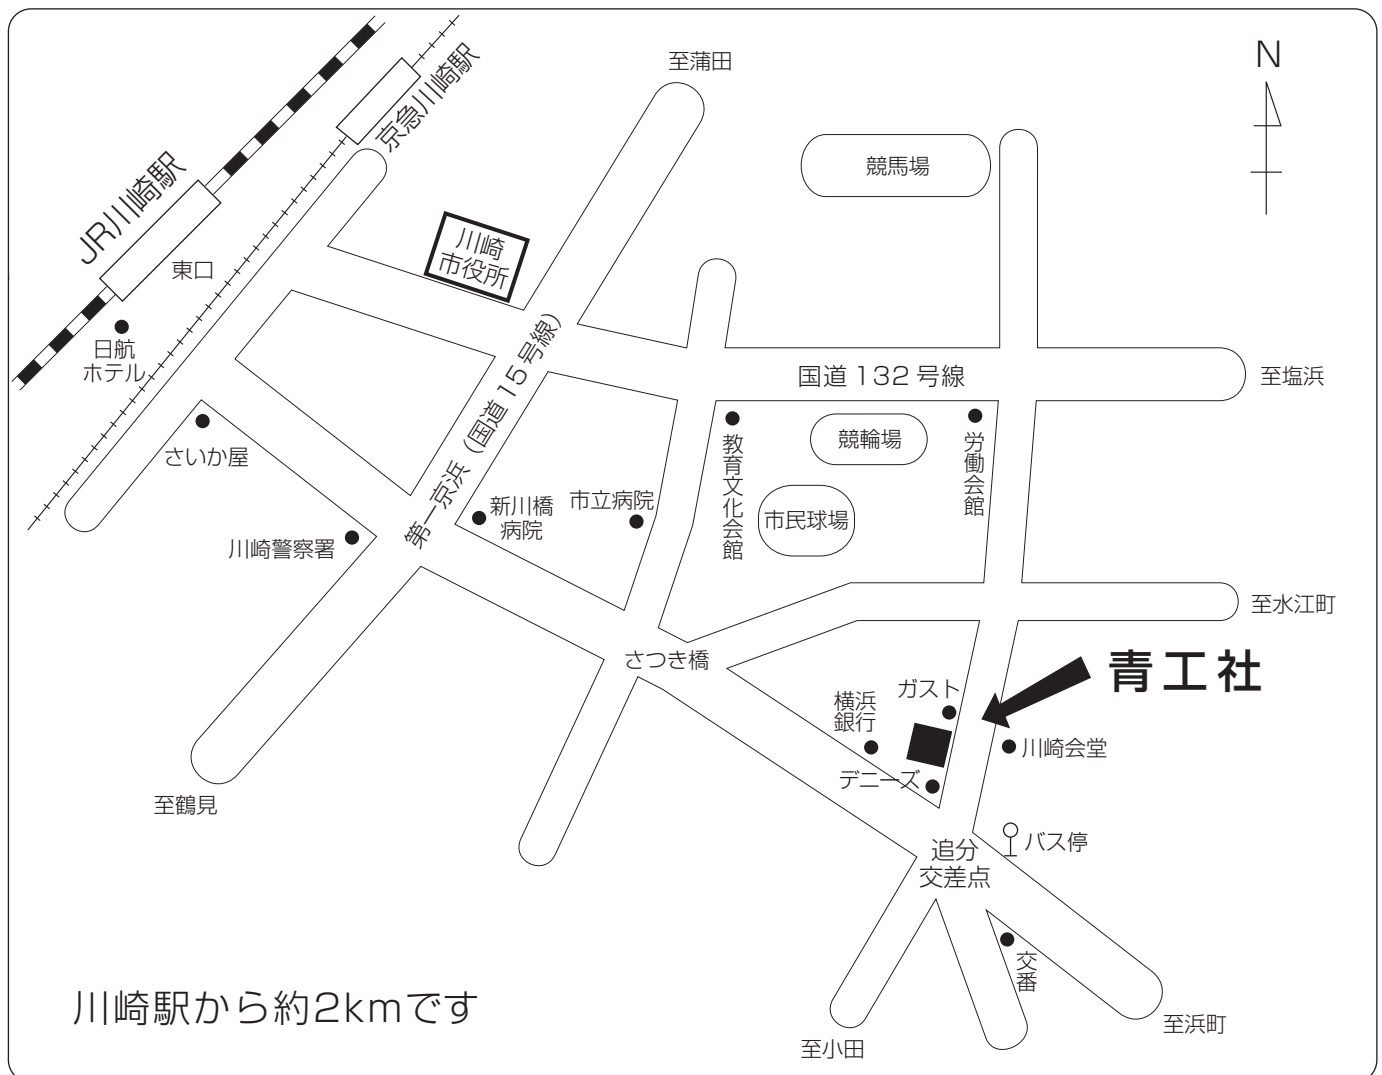 至蒲田
N
京急川崎駅
競馬場
JR川崎駅
川崎
市役所
東口
日航
ホテル
第一京浜（国道15号線）
国道132号線
至塩浜
教育文化会館
競輪場
労働会館
さいか屋
新川橋
病院
市立病院
市民球場
川崎警察署
至水江町
さつき橋
青工社
ガスト
横浜
銀行
川崎会堂
デニーズ
至鶴見
バス停
追分
交差点
交番
川崎駅から約2kmです
至浜町
至小田